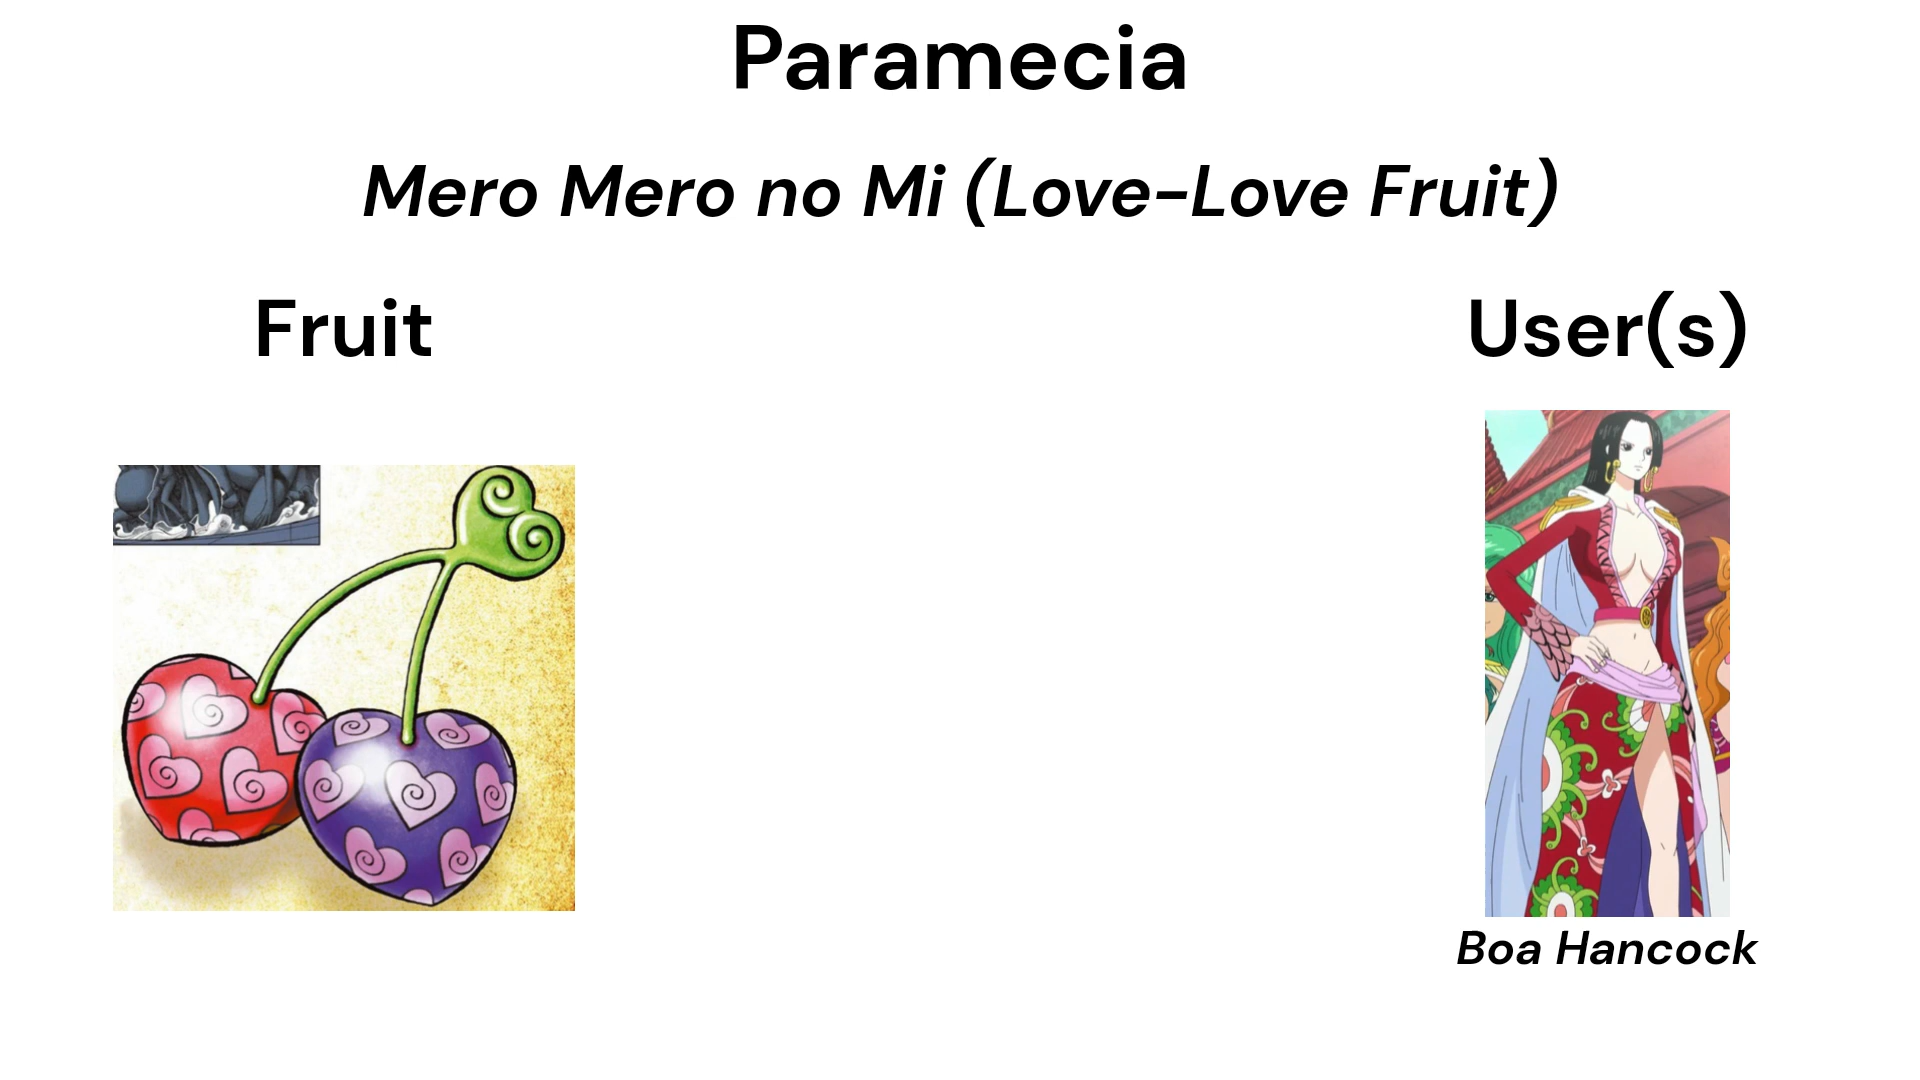 Paramecia
Mero Mero no Mi (Love-Love Fruit)
Fruit
User(s)
Boa Hancock